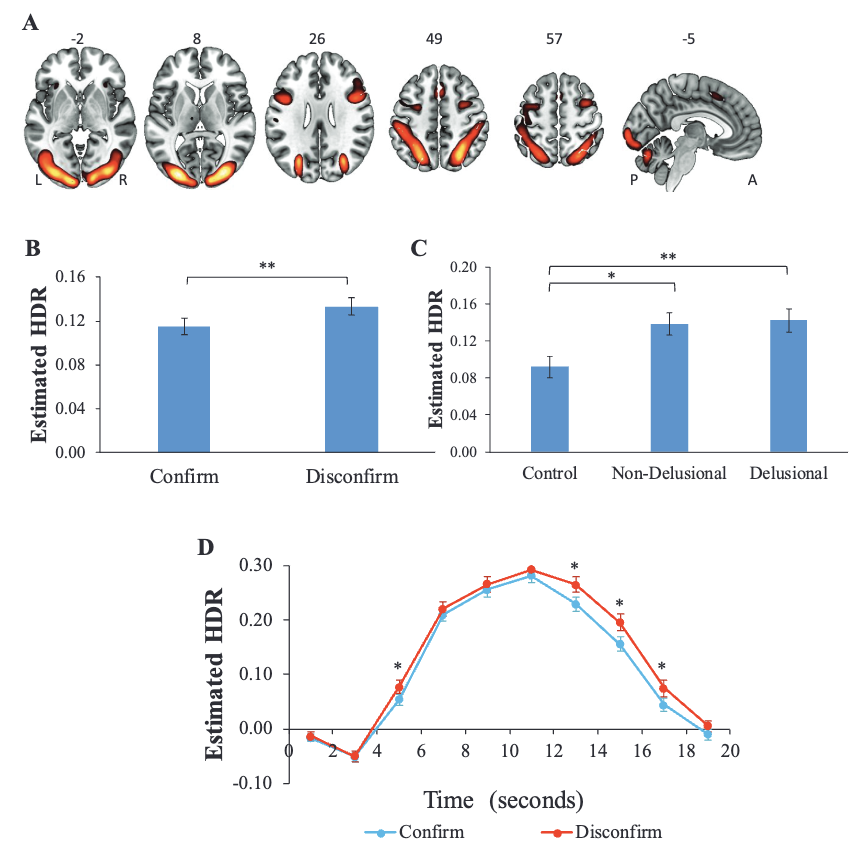 A
-2 8 26 49 57 -5
L R P A
B
Estimated HDR
0.16
0.12
0.08
0.04
0.00
**
Confirm Disconfirm
C
Estimated HDR
0.20
0.16
0.12
0.08
0.04
0.00
**
*
Control Non-Delusional Delusional
D
Estimated HDR
0.30
0.20
0.10
0.00
-0.10
* * * *
0 2 4 6 8 10 12 14 16 18 20
Time (seconds)
Confirm Disconfirm